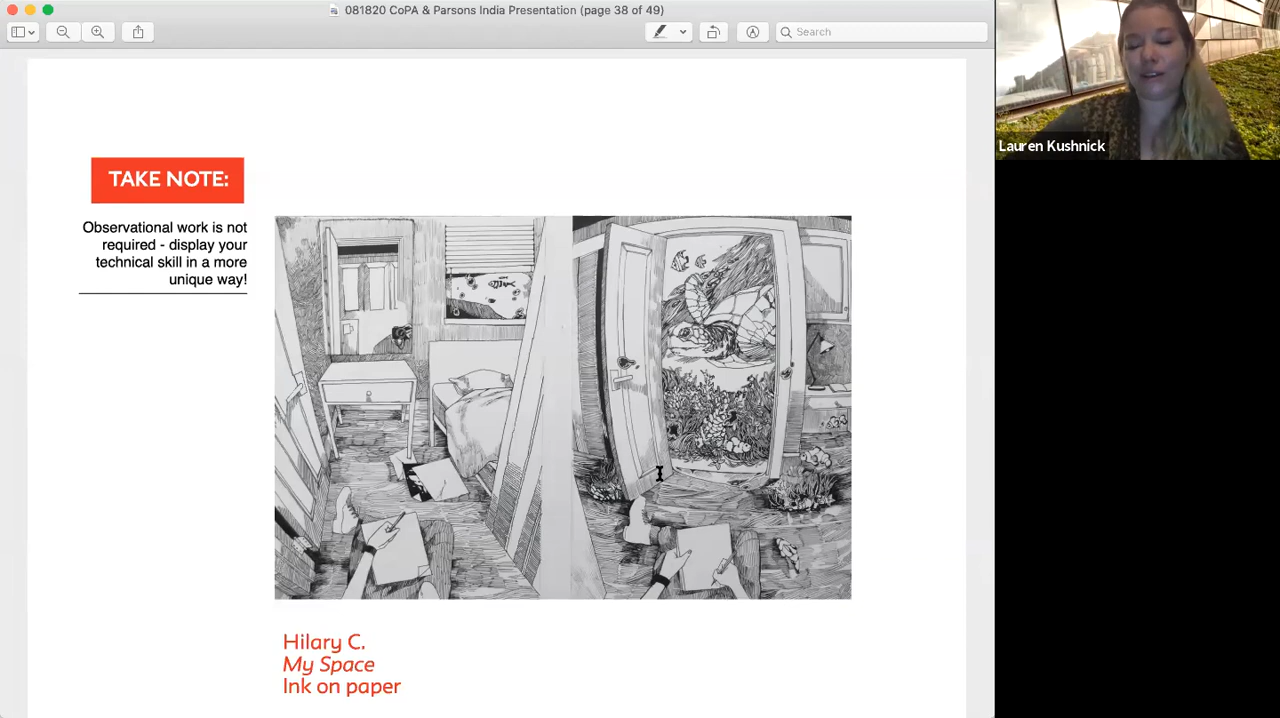 081820 CoPA & Parsons India Presentation (page 38 of 49)
Search
Lauren Kushnick
TAKE NOTE:
Observational work is not
required - display your
technical skill in a more
unique way!
Hilary C.
My Space
Ink on paper